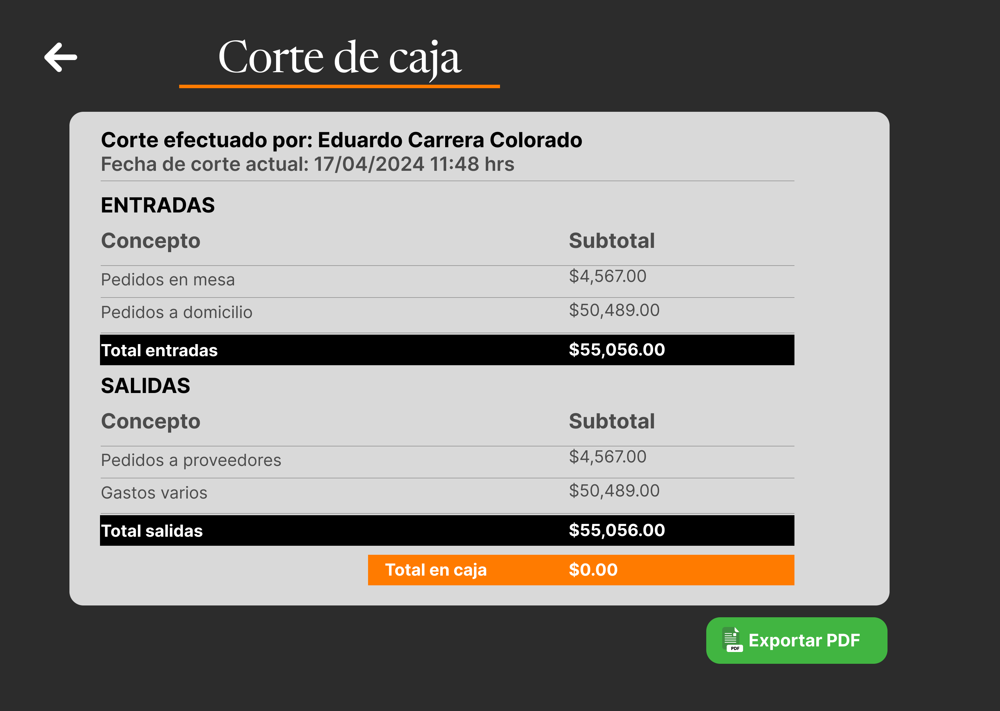 Corte de caja
Corte efectuado por: Eduardo Carrera Colorado
Fecha de corte actual: 17/04/2024 11:48 hrs
ENTRADAS
Concepto Subtotal
Pedidos en mesa $4,567.00
Pedidos a domicilio $50,489.00
Total entradas $55,056.00
SALIDAS
Concepto Subtotal
Pedidos a proveedores $4,567.00
Gastos varios $50,489.00
Total salidas $55,056.00
Total en caja $0.00
PDF Exportar PDF